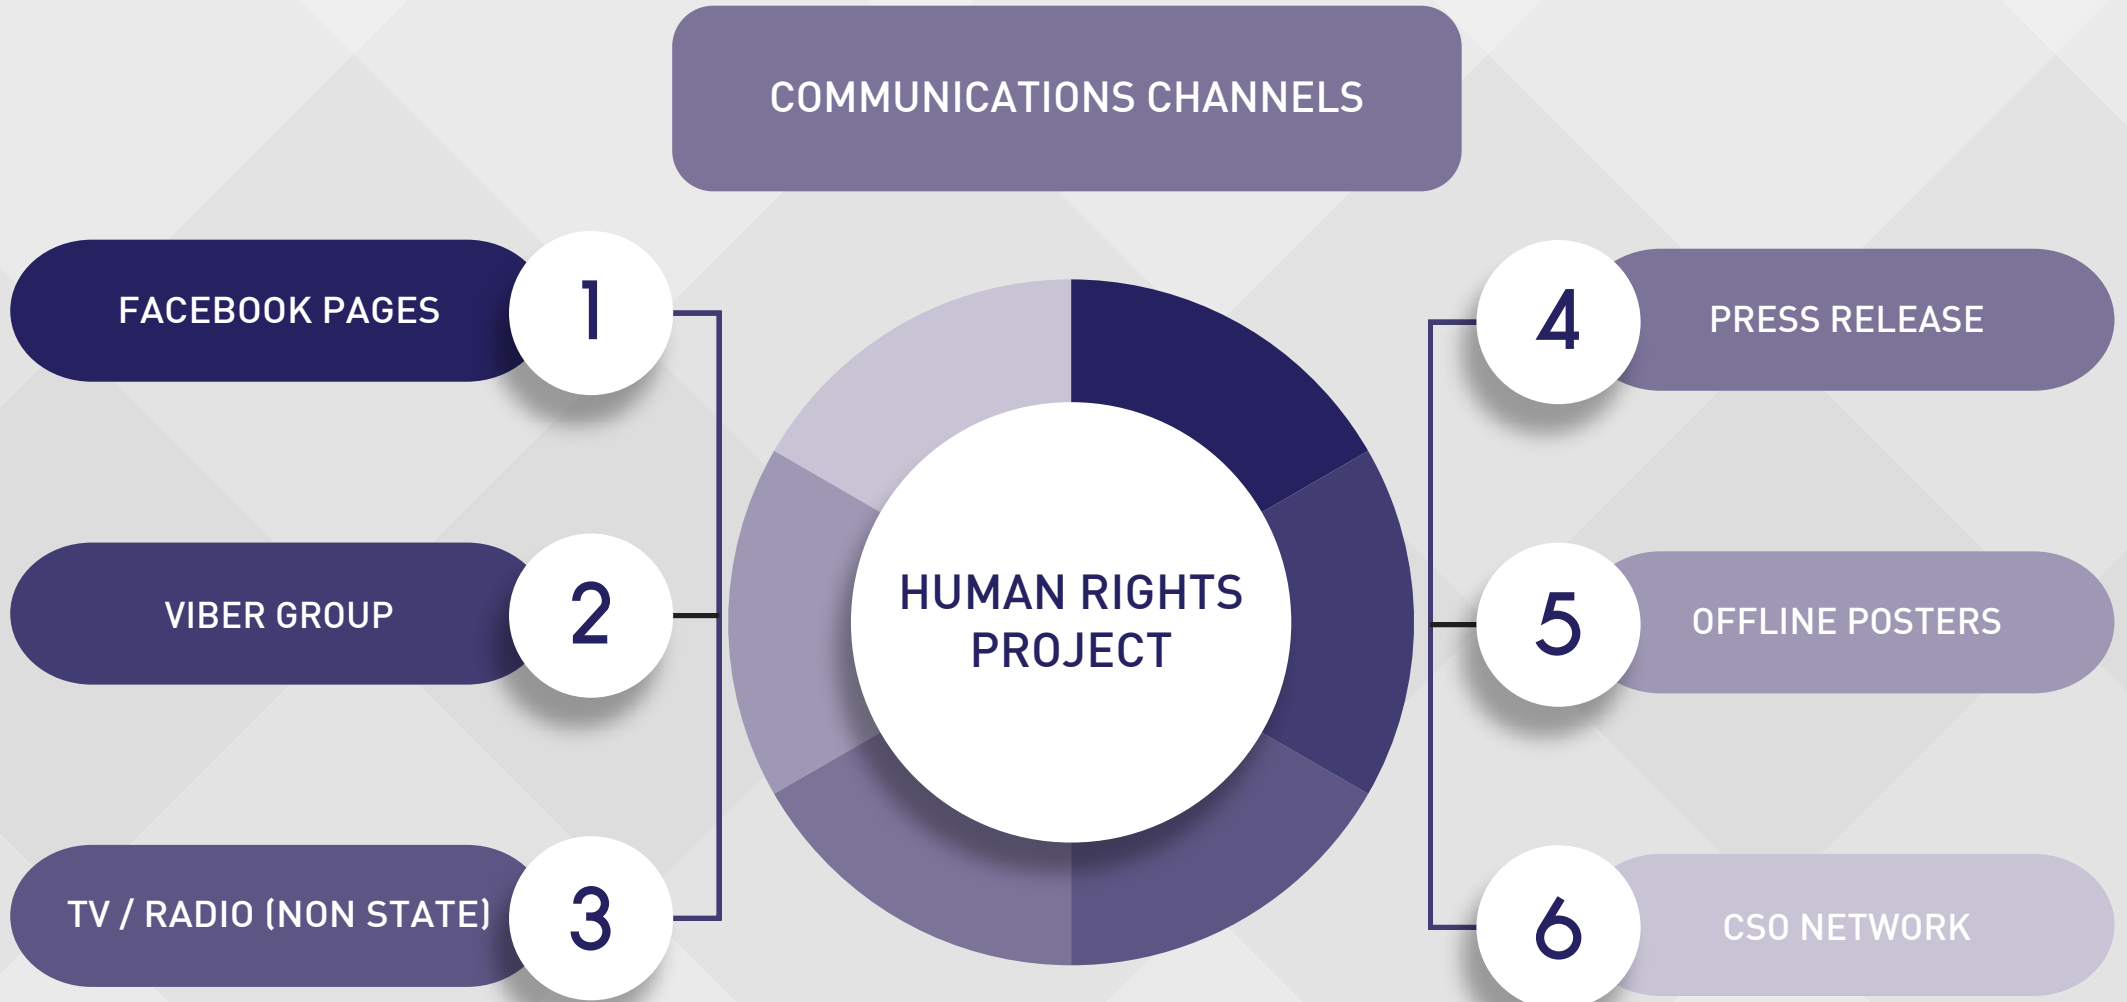 COMMUNICATIONS CHANNELS
FACEBOOK PAGES
1
VIBER GROUP
2
TV / RADIO (NON STATE)
3
HUMAN RIGHTS
PROJECT
4
PRESS RELEASE
5
OFFLINE POSTERS
6
CSO NETWORK